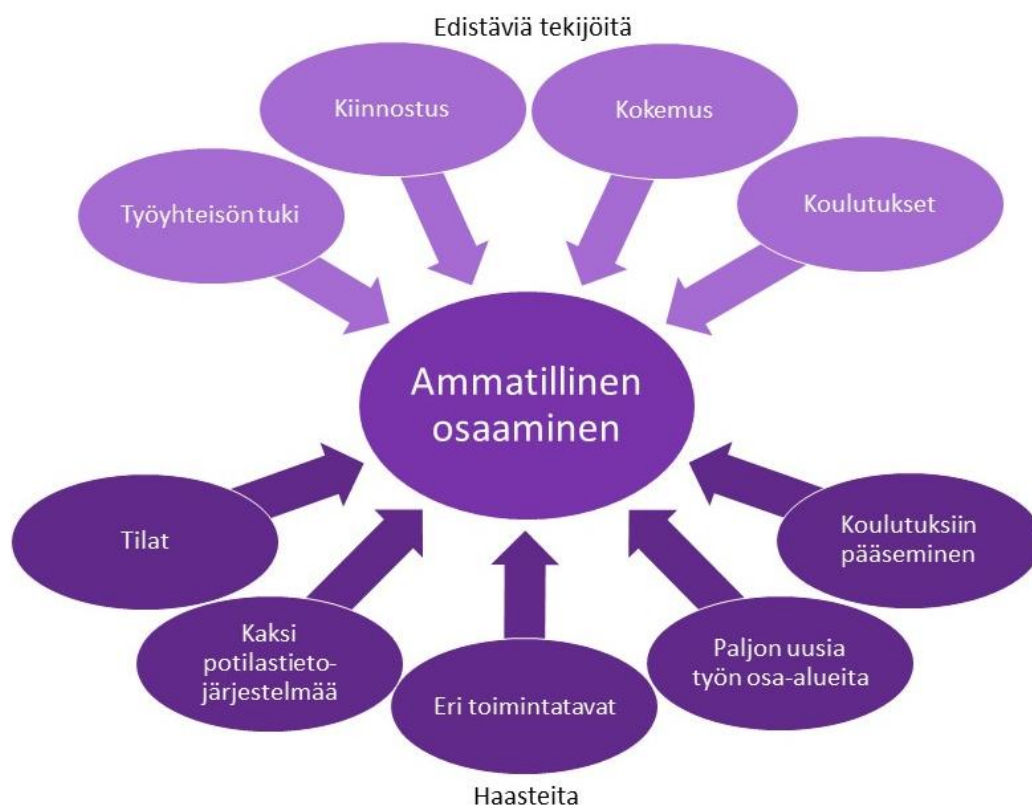 Edistäviä tekijöitä
Kiinnostus
Kokemus
Työyhteisön tuki
Koulutukset
Ammatillinen
osaaminen
Tilat
Koulutuksiin
pääseminen
Kaksi
potilastieto-
järjestelmää
Paljon uusia
työn osa-alueita
Eri toimintatavat
Haasteita